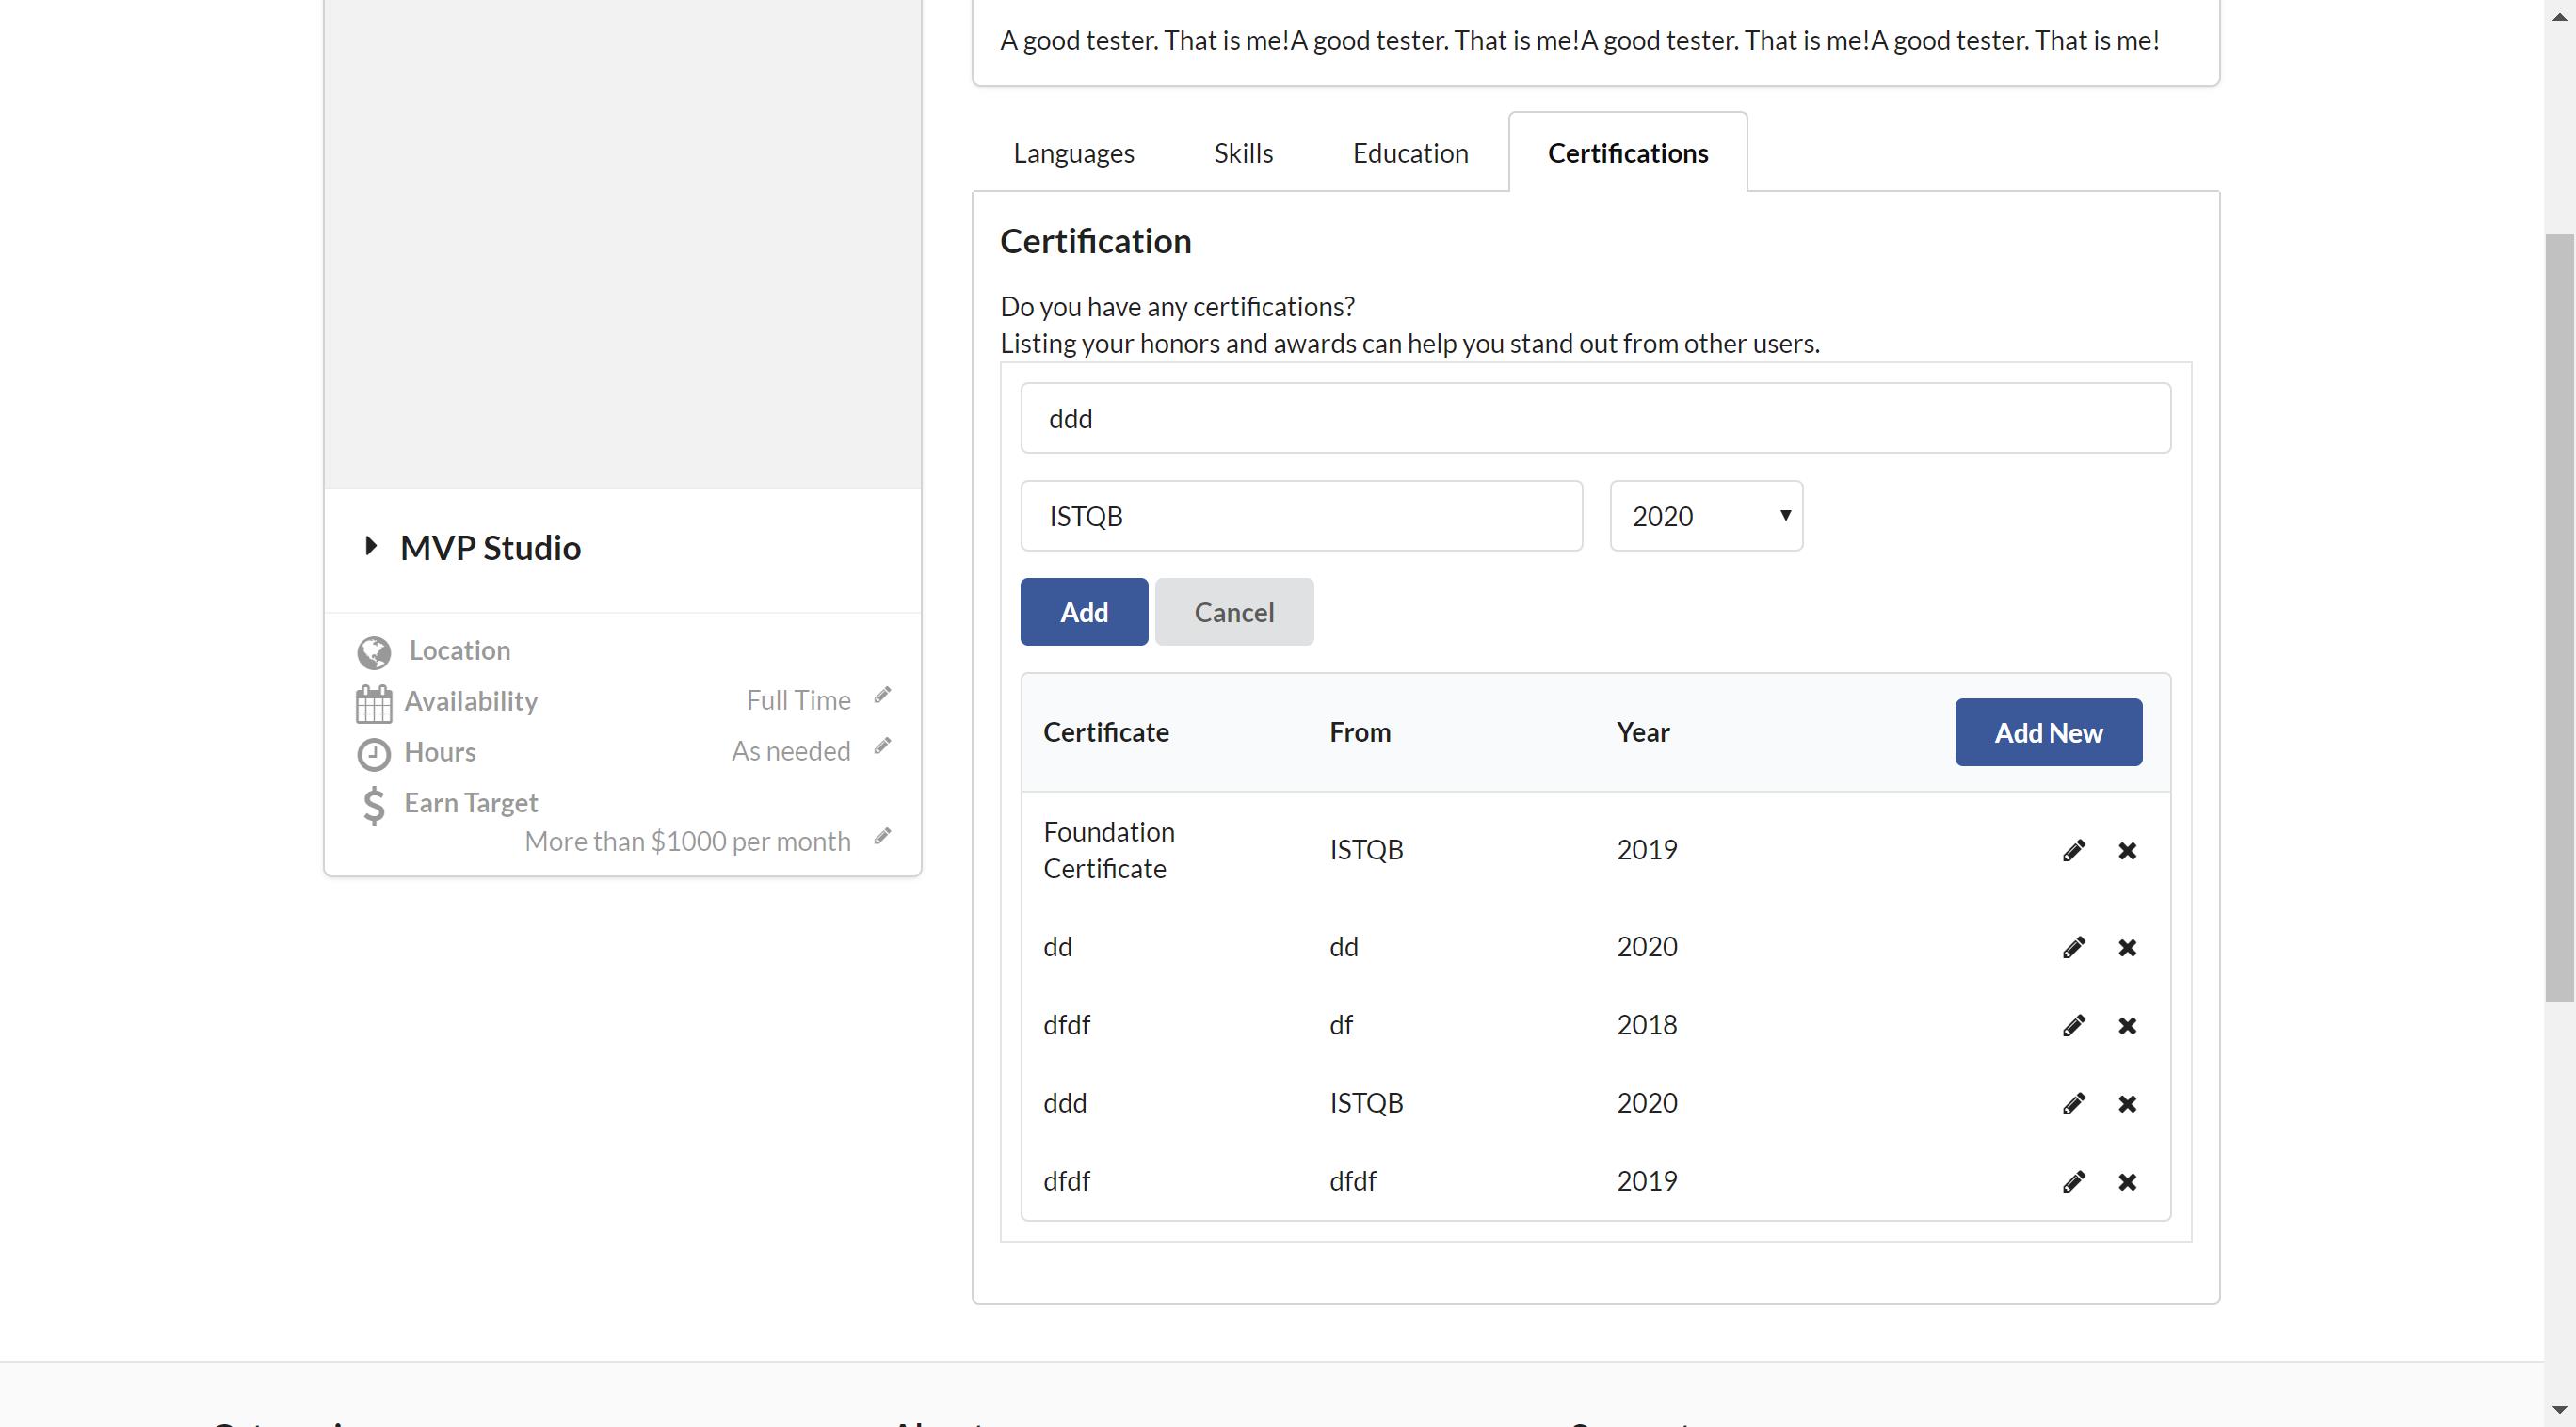 A good tester. That is me!A good tester. That is me!A good tester. That is me!A good tester. That is me!
Languages Skills Education Certifications
Certification
Do you have any certifications?
Listing your honors and awards can help you stand out from other users.
ddd
ISTQB 2020
Add Cancel
Certificate From Year Add New
Foundation
Certificate ISTQB 2019
dd dd 2020
dfdf df 2018
ddd ISTQB 2020
dfdf dfdf 2019
MVP Studio
Location
Availability Full Time
Hours As needed
Earn Target
More than $1000 per month